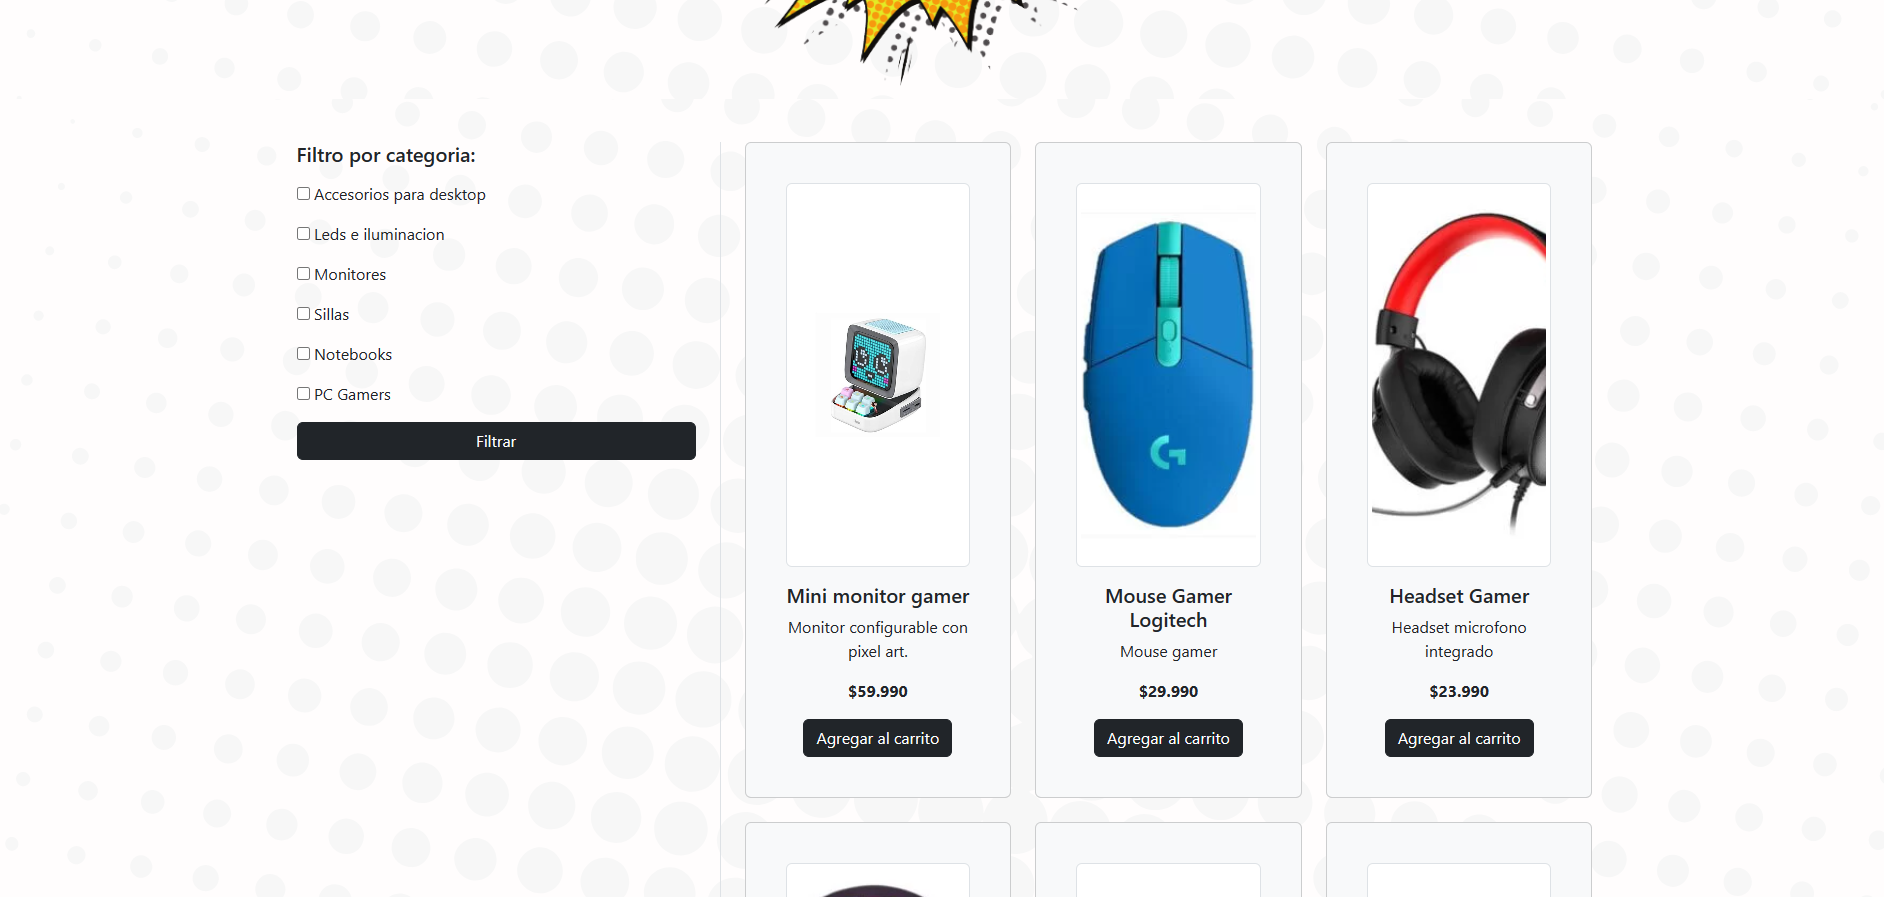 Filtro por categoria:
Accesorios para desktop
Leds e iluminacion
Monitores
Sillas
Notebooks
PC Gamers
Filtrar
Mini monitor gamer
Monitor configurable con
pixel art.
$59.990
Agregar al carrito
G
Mouse Gamer
Logitech
Mouse gamer
$29.990
Agregar al carrito
Headset Gamer
Headset microfono
integrado
$23.990
Agregar al carrito